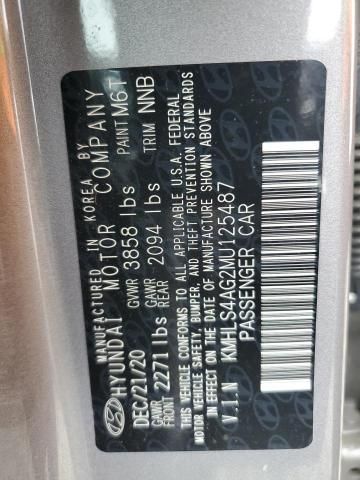 MANUFACTURED IN KOREA BY
HYUNDAI MOTOR COMPANY
DEC/21/20 GVWR 3858 lbs PAINT M6T
GAWR FRONT 2271 lbs GAWR REAR 2094 lbs TRIM NNB
THIS VEHICLE CONFORMS TO ALL APPLICABLE U.S.A. FEDERAL
MOTOR VEHICLE SAFETY, BUMPER, AND THEFT PREVENTION STANDARDS
IN EFFECT ON THE DATE OF MANUFACTURE SHOWN ABOVE
V.I.N KMHLS4AG2MU125487
PASSENGER CAR